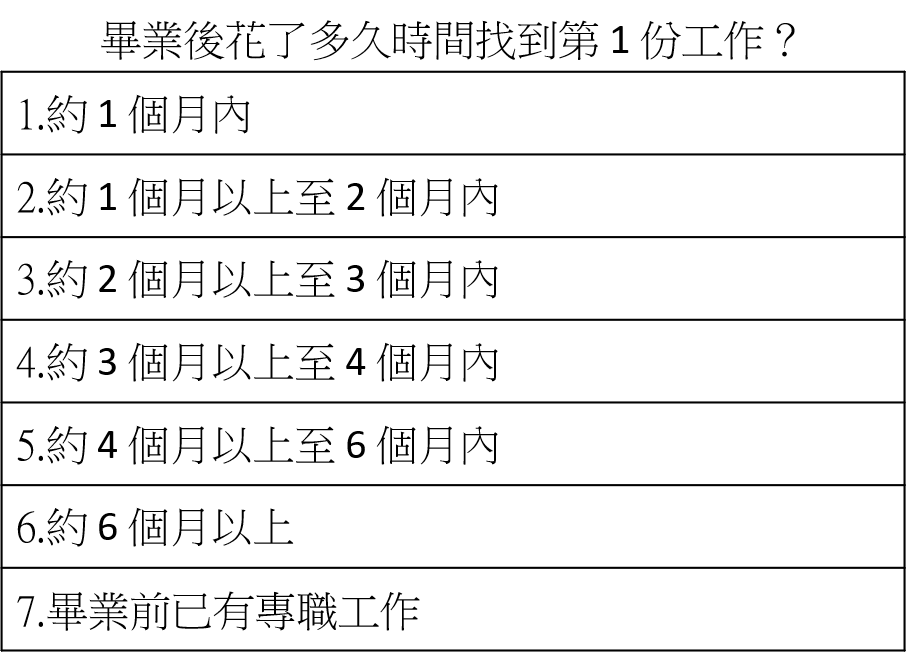 畢業後花了多久時間找到第 1 份工作？
1.約 1 個月內
2.約 1 個月以上至 2 個月內
3.約 2 個月以上至 3 個月內
4.約 3 個月以上至 4 個月內
5.約 4 個月以上至 6 個月內
6.約 6 個月以上
7.畢業前已有專職工作